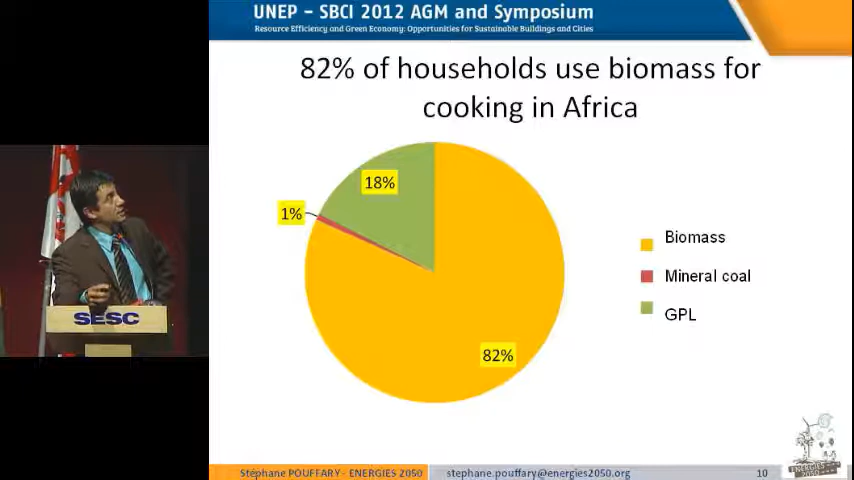 UNEP – SBCI 2012 AGM and Symposium
Resource Efficiency and Green Economy: Opportunities for Sustainable Buildings and Cities
82% of households use biomass for
cooking in Africa
18%
1%
82%
Biomass
Mineral coal
GPL
SESC
Stéphane POUFFARY - ENERGIES 2050
stephane.pouffary@energies2050.org
10
ENERGIES
2050